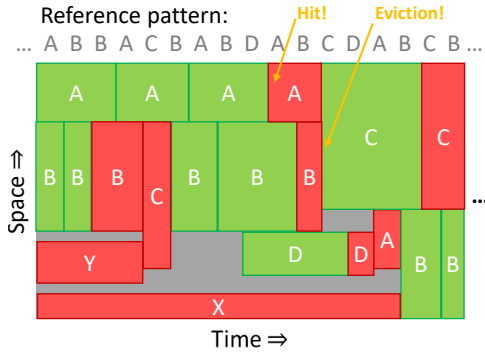 Reference pattern: Hit! Eviction!
... A B B A C B A B D A B C D A B C B ...
A A A A
C C
B B B C B B B
...
A
Y D D B B
X
Space ⇒
Time ⇒